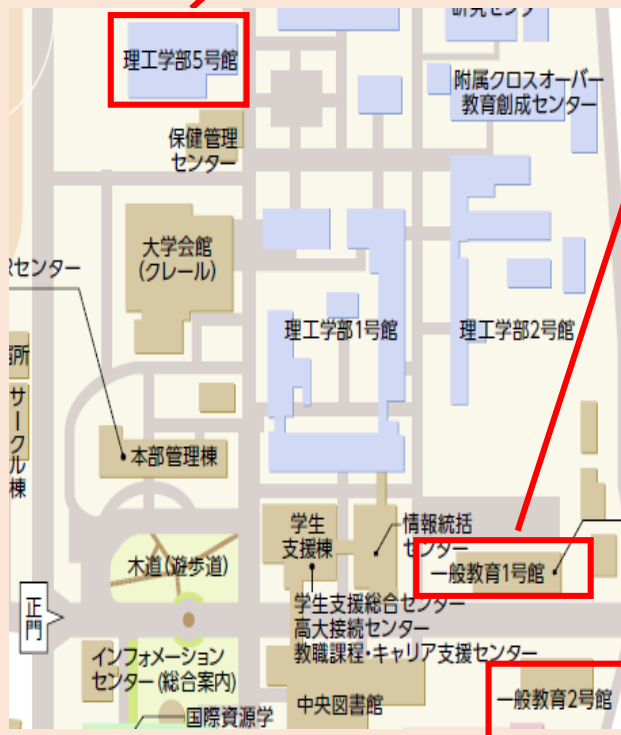 研究センタ
理工学部5号館
附属クロスオーバー
教育創成センター
保健管理
センター
大学会館
(クレール)
センター
理工学部1号館
理工学部2号館
所
サークル棟
本部管理棟
学生
支援棟
情報統括
センター
木道(遊歩道)
一般教育1号館
学生支援総合センター
高大接続センター
教職課程・キャリア支援センター
正門
インフォメーション
センター(総合案内)
中央図書館
一般教育2号館
国際資源学